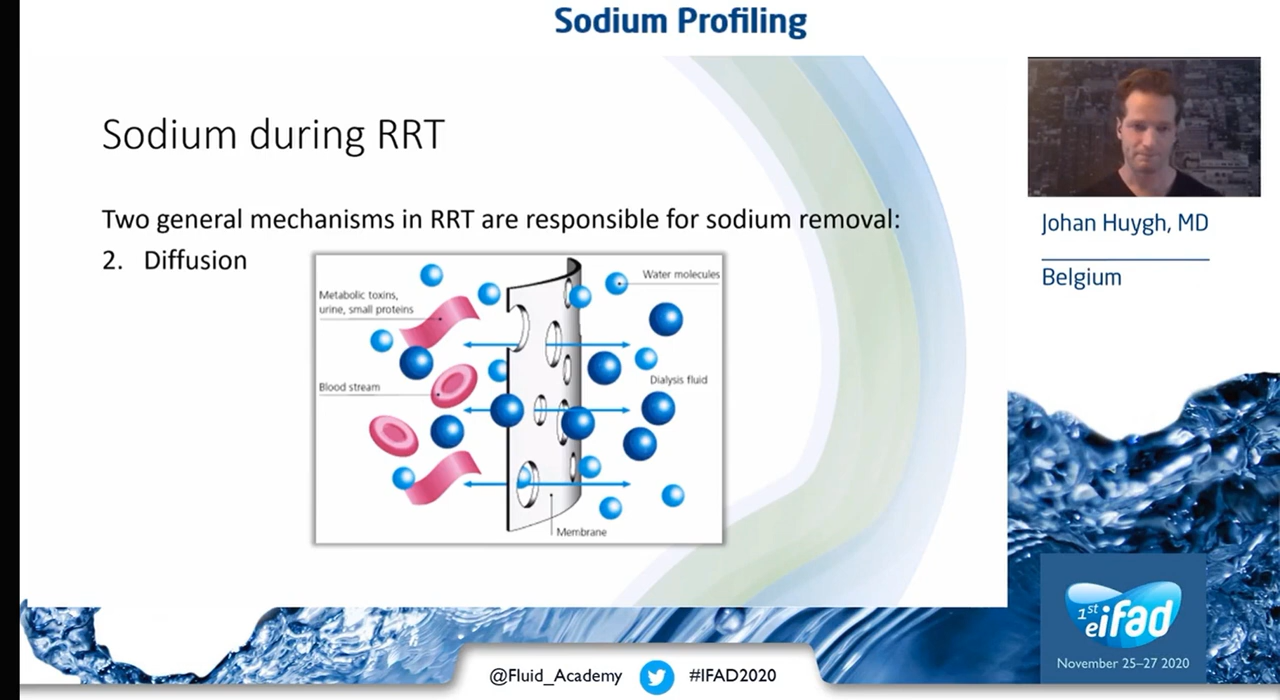 Sodium Profiling
Sodium during RRT
Two general mechanisms in RRT are responsible for sodium removal:
2. Diffusion
Metabolic toxins,
urine, small proteins
Water molecules
Blood stream
Dialysis fluid
Membrane
Johan Huygh, MD
Belgium
1st
eifad
November 25–27 2020
@Fluid_Academy
#IFAD2020